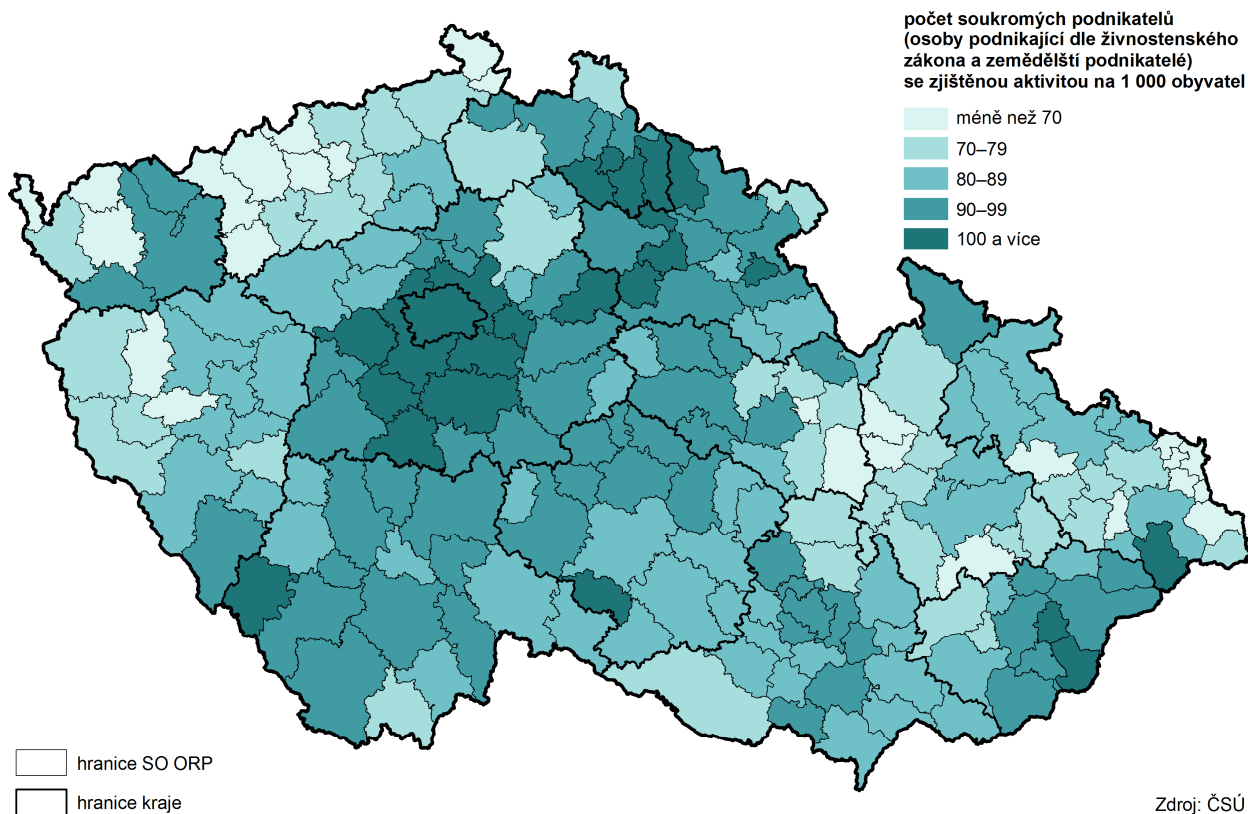 počet soukromých podnikatelů
(osoby podnikající dle živnostenského
zákona a zemědělští podnikatelé)
se zjištěnou aktivitou na 1 000 obyvatel
méně než 70
70–79
80–89
90–99
100 a více
hranice SO ORP
hranice kraje
Zdroj: ČSÚ